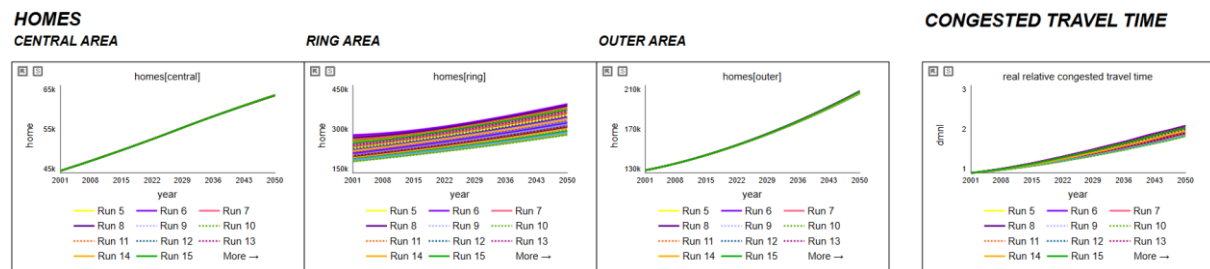 HOMES
CONGESTED TRAVEL TIME
CENTRAL AREA
RING AREA
OUTER AREA
R S
homes[central]
65k
55k
45k
home
2001 2008 2015 2022 2029 2036 2043 2050
year
Run 5 Run 6 Run 7
Run 8 Run 9 Run 10
Run 11 Run 12 Run 13
Run 14 Run 15 More →
R S
homes[ring]
450k
300k
150k
home
2001 2008 2015 2022 2029 2036 2043 2050
year
Run 5 Run 6 Run 7
Run 8 Run 9 Run 10
Run 11 Run 12 Run 13
Run 14 Run 15 More →
R S
homes[outer]
210k
170k
130k
home
2001 2008 2015 2022 2029 2036 2043 2050
year
Run 5 Run 6 Run 7
Run 8 Run 9 Run 10
Run 11 Run 12 Run 13
Run 14 Run 15 More →
R S
real relative congested travel time
3
2
1
dmnl
2001 2008 2015 2022 2029 2036 2043 2050
year
Run 5 Run 6 Run 7
Run 8 Run 9 Run 10
Run 11 Run 12 Run 13
Run 14 Run 15 More →